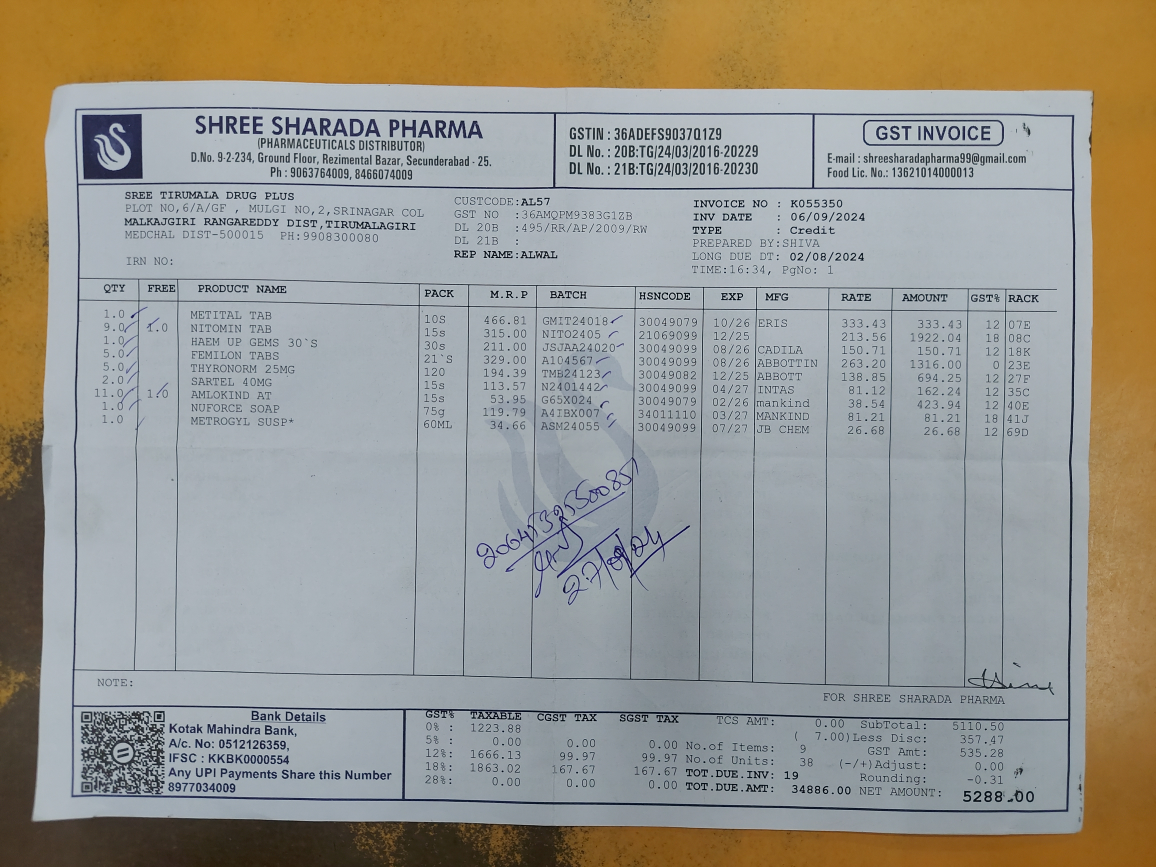 SHREE SHARADA PHARMA
(PHARMACEUTICALS DISTRIBUTOR)
D.No. 9-2-234, Ground Floor, Rezimental Bazar, Secunderabad - 25.
Ph : 9063764009, 8466074009
GSTIN : 36ADEFS9037Q1Z9
DL No. : 20B:TG/24/03/2016-20229
DL No. : 21B:TG/24/03/2016-20230
GST INVOICE
E-mail : shreesharadapharma99@gmail.com
Food Lic. No.: 13621014000013
SREE TIRUMALA DRUG PLUS
PLOT NO,6/A/GF , MULGI NO,2,SRINAGAR COL
MALKAJGIRI RANGAREDDY DIST,TIRUMALAGIRI
MEDCHAL DIST-500015 PH:9908300080
IRN NO:
CUSTCODE:AL57
GST NO :36AMQPM9383G1ZB
DL 20B :495/RR/AP/2009/RW
DL 21B :
REP NAME:ALWAL
INVOICE NO : K055350
INV DATE : 06/09/2024
TYPE : Credit
PREPARED BY:SHIVA
LONG DUE DT: 02/08/2024
TIME:16:34, PgNo: 1
QTY FREE PRODUCT NAME PACK M.R.P BATCH HSNCODE EXP MFG RATE AMOUNT GST% RACK
1.0 METITAL TAB 10S 466.81 GMIT24018 30049079 10/26 ERIS 333.43 333.43 12 07E
9.0 1.0 NITOMIN TAB 15s 315.00 NITO2405 21069099 12/25 213.56 1922.04 18 08C
1.0 HAEM UP GEMS 30`S 30s 211.00 JSJAA24020 30049099 08/26 CADILA 150.71 150.71 12 18K
5.0 FEMILON TABS 21`S 329.00 A104567 30049099 08/26 ABBOTTIN 263.20 1316.00 0 23E
5.0 THYRONORM 25MG 120 194.39 TMB24123 30049082 12/25 ABBOTT 138.85 694.25 12 27F
2.0 SARTEL 40MG 15s 113.57 N2401442 30049099 04/27 INTAS 81.12 162.24 12 35C
11.0 1.0 AMLOKIND AT 15s 53.95 G65X024 30049079 02/26 mankind 38.54 423.94 12 40E
1.0 NUFORCE SOAP 75g 119.79 A4IBX007 34011110 03/27 MANKIND 81.21 81.21 18 41J
1.0 METROGYL SUSP* 60ML 34.66 ASM24055 30049099 07/27 JB CHEM 26.68 26.68 12 69D
27/09/24
NOTE:
FOR SHREE SHARADA PHARMA
Bank Details
Kotak Mahindra Bank,
A/c. No: 0512126359,
IFSC : KKBK0000554
Any UPI Payments Share this Number
8977034009
GST% TAXABLE CGST TAX SGST TAX
0% : 1223.88
5% : 0.00 0.00 0.00
12%: 1666.13 99.97 99.97
18%: 1863.02 167.67 167.67
28%: 0.00 0.00 0.00
TCS AMT: 0.00
No.of Items: 9
No.of Units: 38
TOT.DUE.INV: 19
TOT.DUE.AMT: 34886.00
SubTotal: 5110.50
( 7.00)Less Disc: 357.47
GST Amt: 535.28
(-/+)Adjust: 0.00
Rounding: -0.31
NET AMOUNT: 5288.00